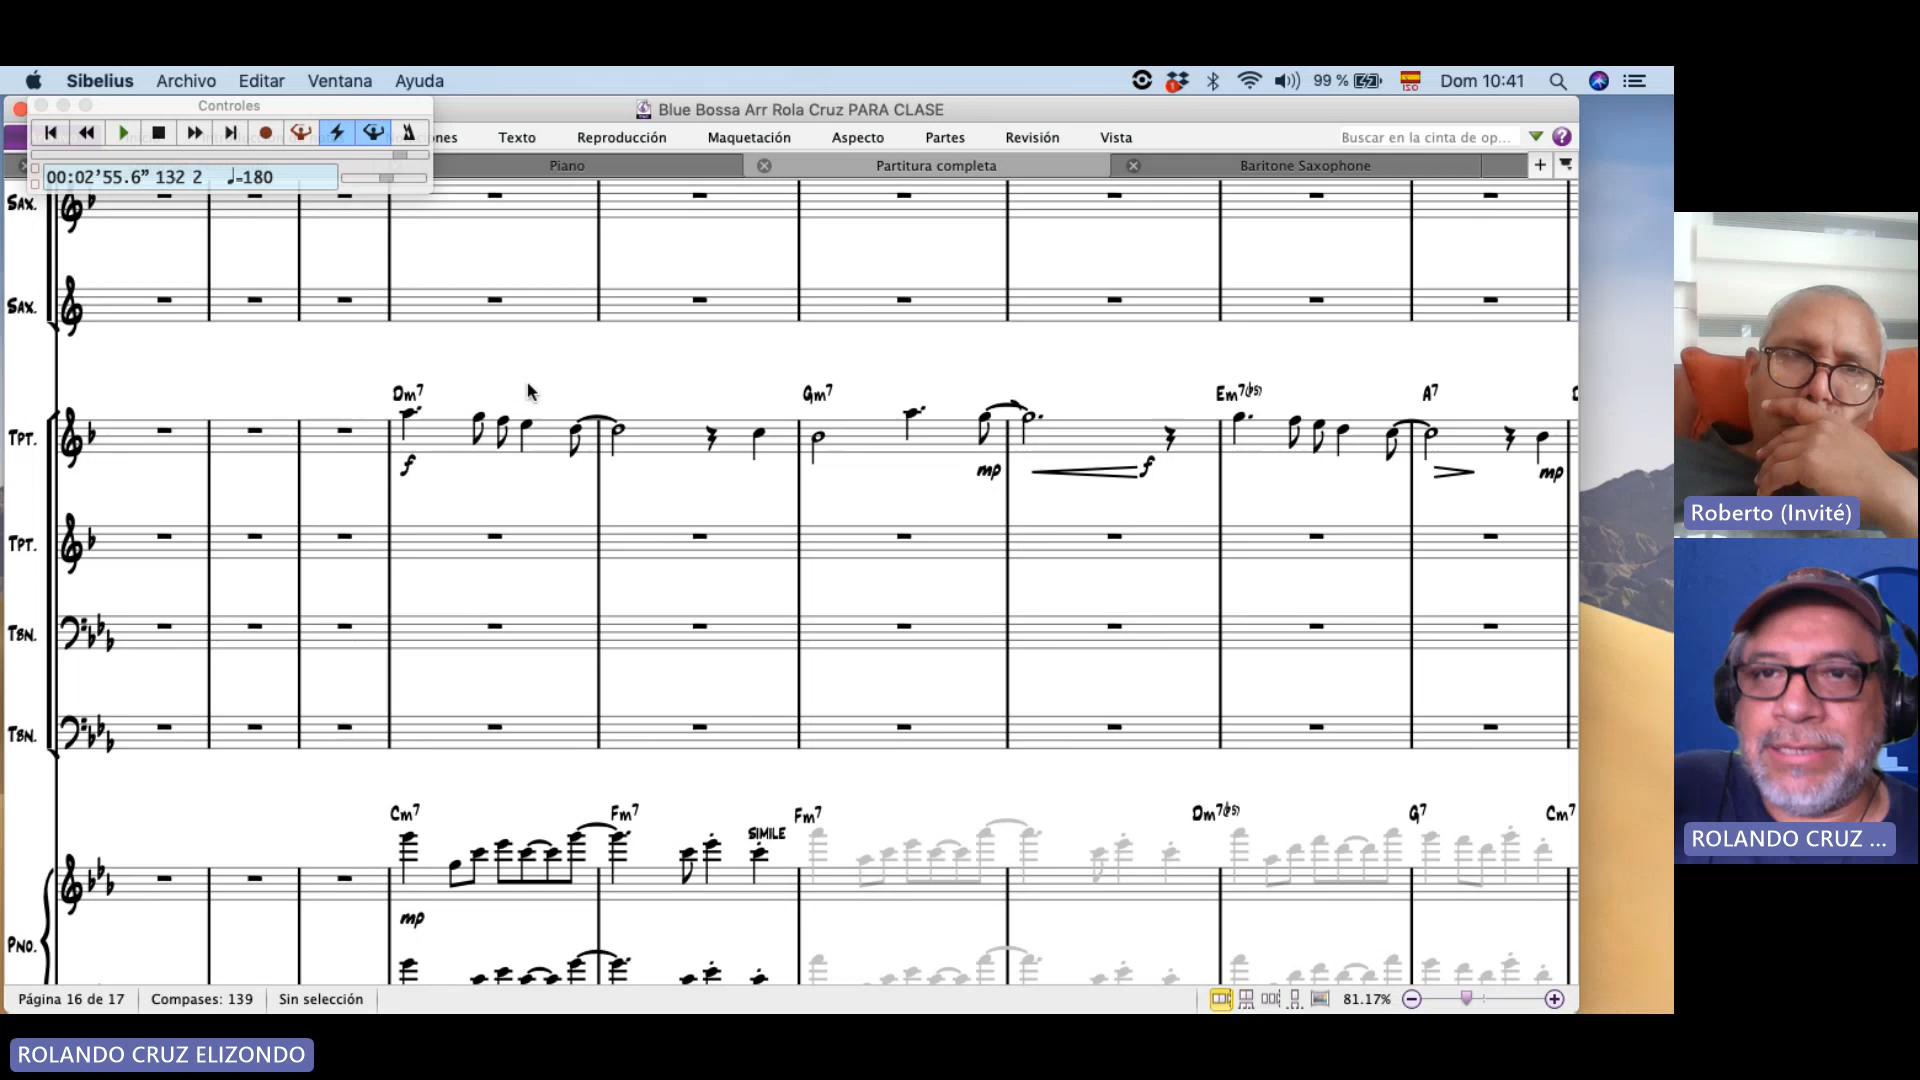 Sibelius Archivo Editar Ventana Ayuda 99 % ISO Dom 10:41
Controles Blue Bossa Arr Rola Cruz PARA CLASE
nes Texto Reproducción Maquetación Aspecto Partes Revisión Vista Buscar en la cinta de op... ?
Piano Partitura completa Baritone Saxophone +
00:02'55.6" 132 2 ♩=180
SAX.
SAX.
Dm7 Gm7 Em7(b5) A7
TPT.
f mp f mp
TPT.
TBN.
TBN.
Cm7 Fm7 Fm7 Dm7(b5) G7 Cm7
SIMILE
mp
PNO.
Página 16 de 17 Compases: 139 Sin selección 81.17%
Roberto (Invité)
ROLANDO CRUZ ...
ROLANDO CRUZ ELIZONDO